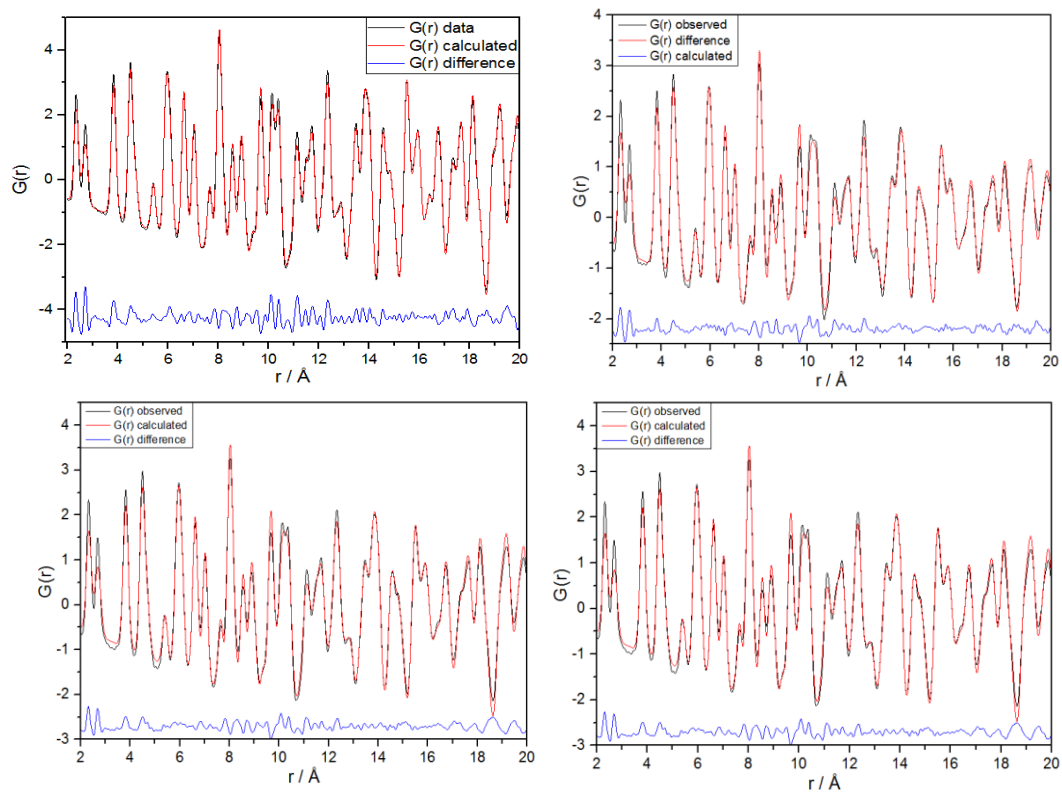 G(r) data
G(r) calculated
G(r) difference
G(r)
4
2
0
-2
-4
2 4 6 8 10 12 14 16 18 20
r / Å
G(r) observed
G(r) difference
G(r) calculated
G(r)
4
3
2
1
0
-1
-2
2 4 6 8 10 12 14 16 18 20
r / Å
G(r) observed
G(r) calculated
G(r) difference
G(r)
4
3
2
1
0
-1
-2
-3
2 4 6 8 10 12 14 16 18 20
r / Å
G(r) observed
G(r) calculated
G(r) difference
G(r)
4
3
2
1
0
-1
-2
-3
2 4 6 8 10 12 14 16 18 20
r / Å